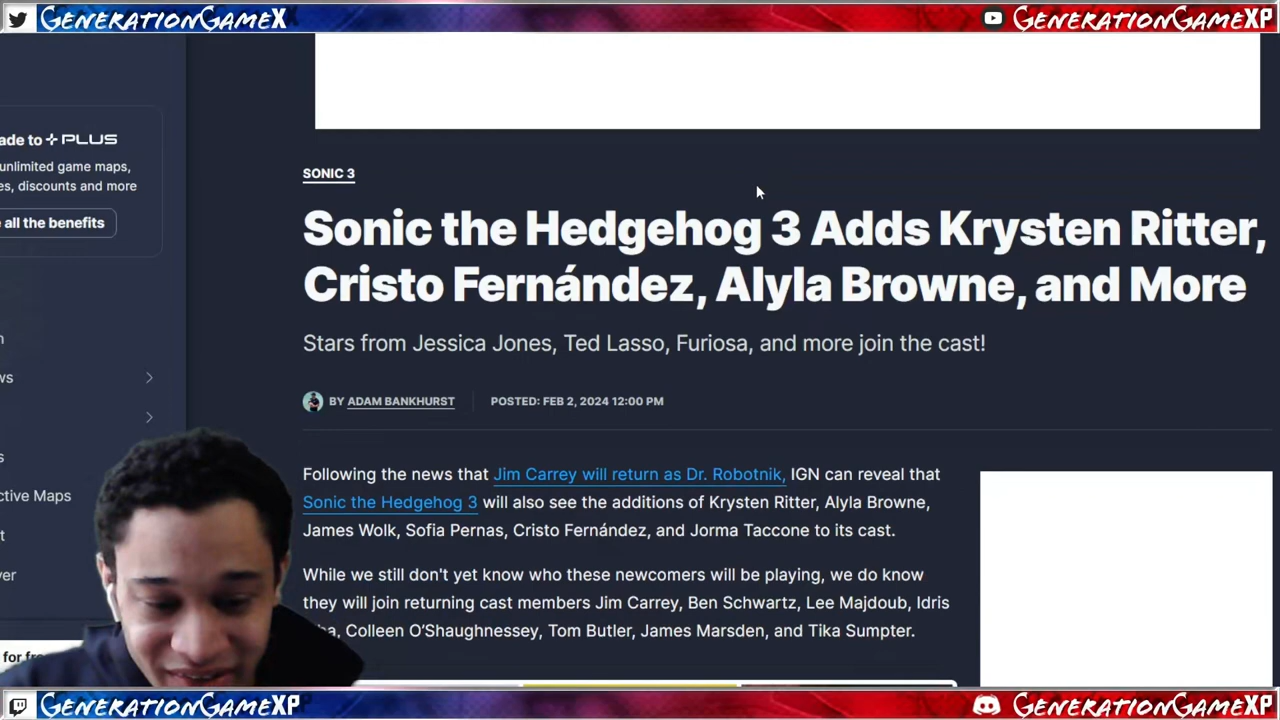 GenerationGameX
GenerationGameXP
ade to PLUS
unlimited game maps,
es, discounts and more
all the benefits
ws
ctive Maps
er
for fre
SONIC 3
Sonic the Hedgehog 3 Adds Krysten Ritter,
Cristo Fernández, Alyla Browne, and More
Stars from Jessica Jones, Ted Lasso, Furiosa, and more join the cast!
BY ADAM BANKHURST POSTED: FEB 2, 2024 12:00 PM
Following the news that Jim Carrey will return as Dr. Robotnik, IGN can reveal that
Sonic the Hedgehog 3 will also see the additions of Krysten Ritter, Alyla Browne,
James Wolk, Sofia Pernas, Cristo Fernández, and Jorma Taccone to its cast.
While we still don't yet know who these newcomers will be playing, we do know
they will join returning cast members Jim Carrey, Ben Schwartz, Lee Majdoub, Idris
Colleen O'Shaughnessey, Tom Butler, James Marsden, and Tika Sumpter.
GenerationGameXP
GenerationGameXP